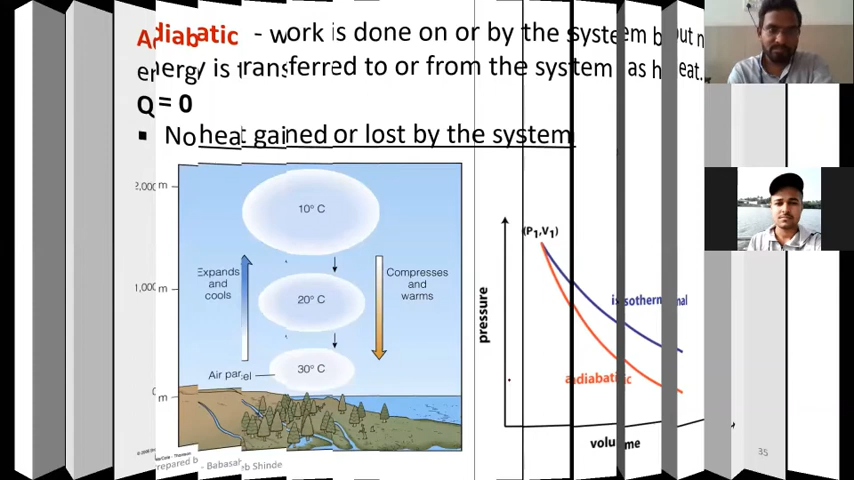 Adiabatic - work is done on or by the system but n
energy is transferred to or from the system as heat.
Q = 0
▪ No heat gained or lost by the system
2,000 m
10° C
(P1,V1)
Expands and cools
Compresses and warms
1,000 m
20° C
isothermal
pressure
30° C
Air parcel
adiabatic
0 m
volume
35
Prepared b - Babasaheb Shinde